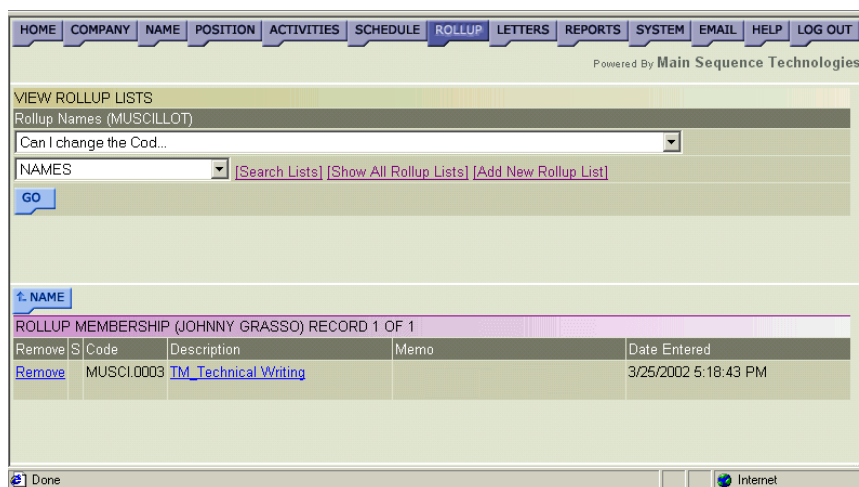 HOME COMPANY NAME POSITION ACTIVITIES SCHEDULE ROLLUP LETTERS REPORTS SYSTEM EMAIL HELP LOG OUT
Powered By Main Sequence Technologies
VIEW ROLLUP LISTS
Rollup Names (MUSCILLOT)
Can I change the Cod...
NAMES [Search Lists] [Show All Rollup Lists] [Add New Rollup List]
GO
NAME
ROLLUP MEMBERSHIP (JOHNNY GRASSO) RECORD 1 OF 1
Remove S Code Description Memo Date Entered
Remove MUSCI.0003 TM_Technical Writing 3/25/2002 5:18:43 PM
Done Internet